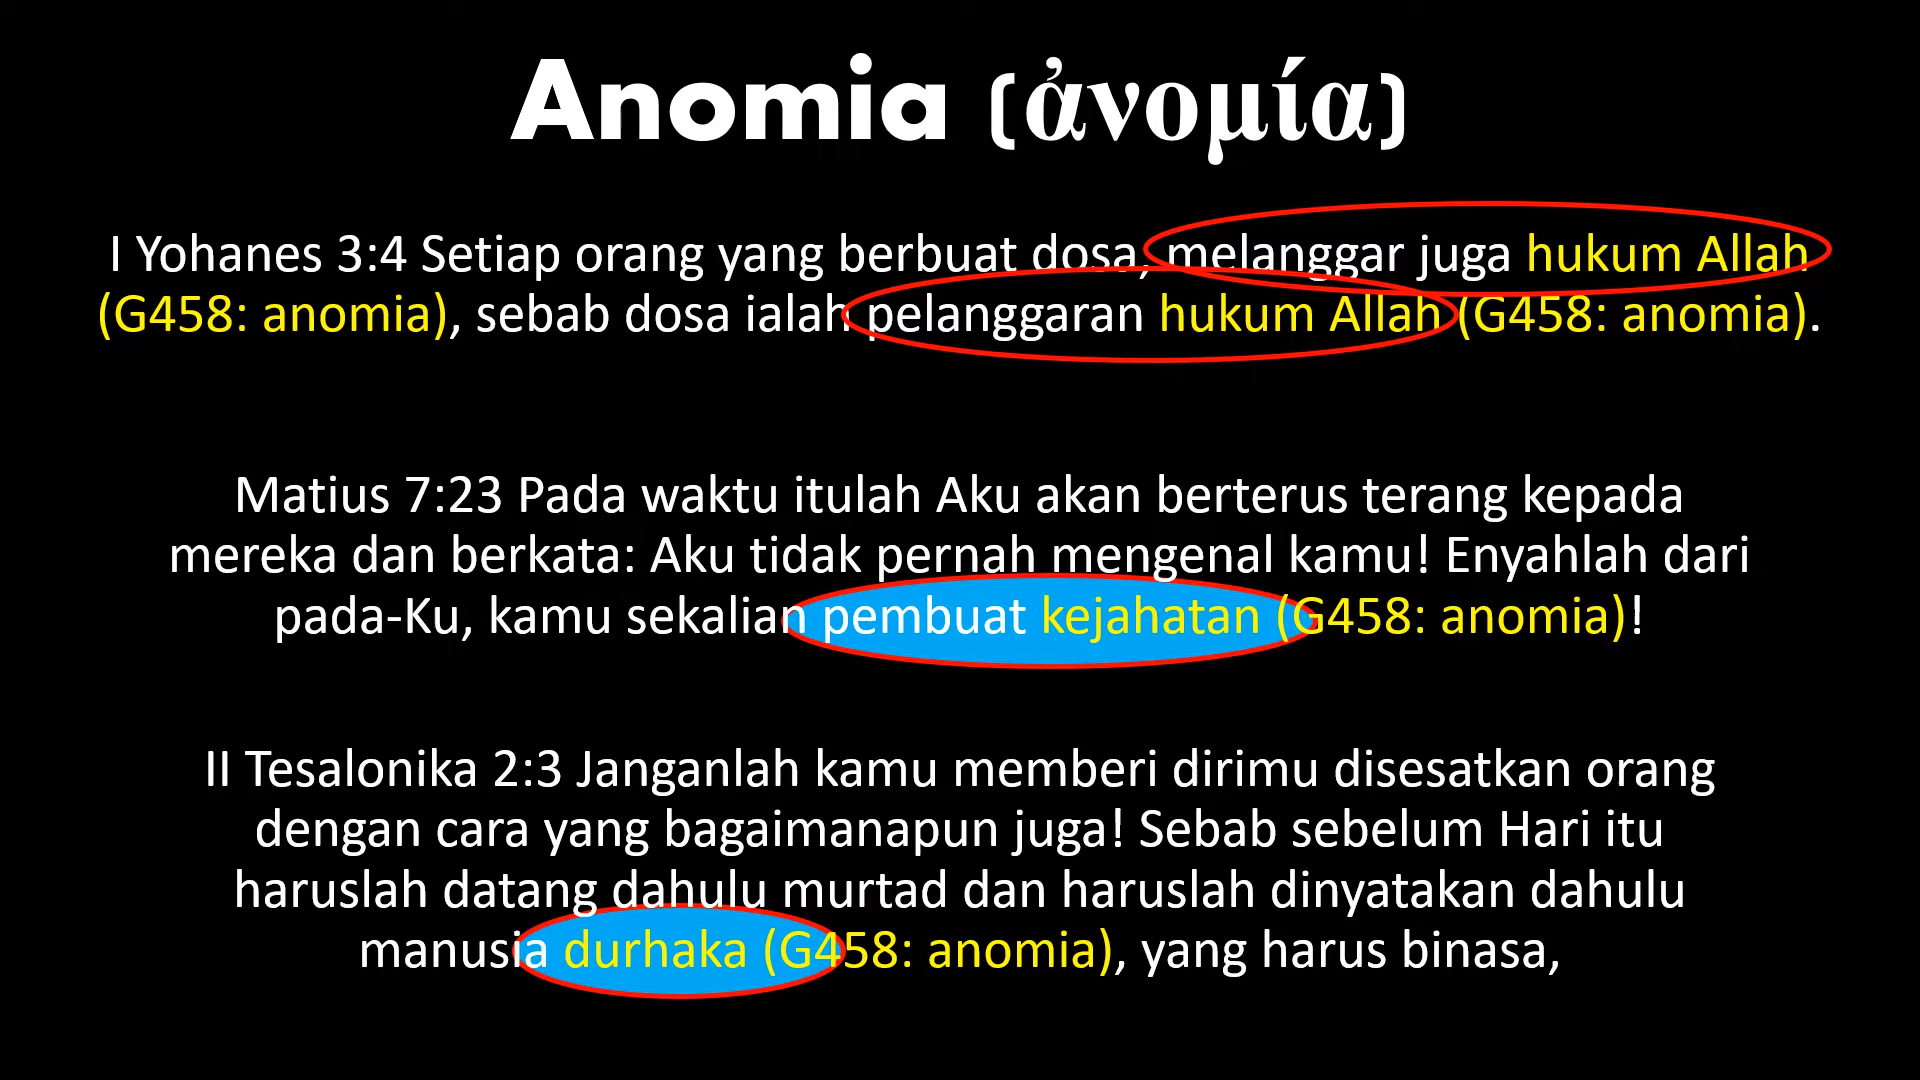 Anomia (ἀνομία)
I Yohanes 3:4 Setiap orang yang berbuat dosa, melanggar juga hukum Allah
(G458: anomia), sebab dosa ialah pelanggaran hukum Allah (G458: anomia).
Matius 7:23 Pada waktu itulah Aku akan berterus terang kepada
mereka dan berkata: Aku tidak pernah mengenal kamu! Enyahlah dari
pada-Ku, kamu sekalian pembuat kejahatan (G458: anomia)!
II Tesalonika 2:3 Janganlah kamu memberi dirimu disesatkan orang
dengan cara yang bagaimanapun juga! Sebab sebelum Hari itu
haruslah datang dahulu murtad dan haruslah dinyatakan dahulu
manusia durhaka (G458: anomia), yang harus binasa,